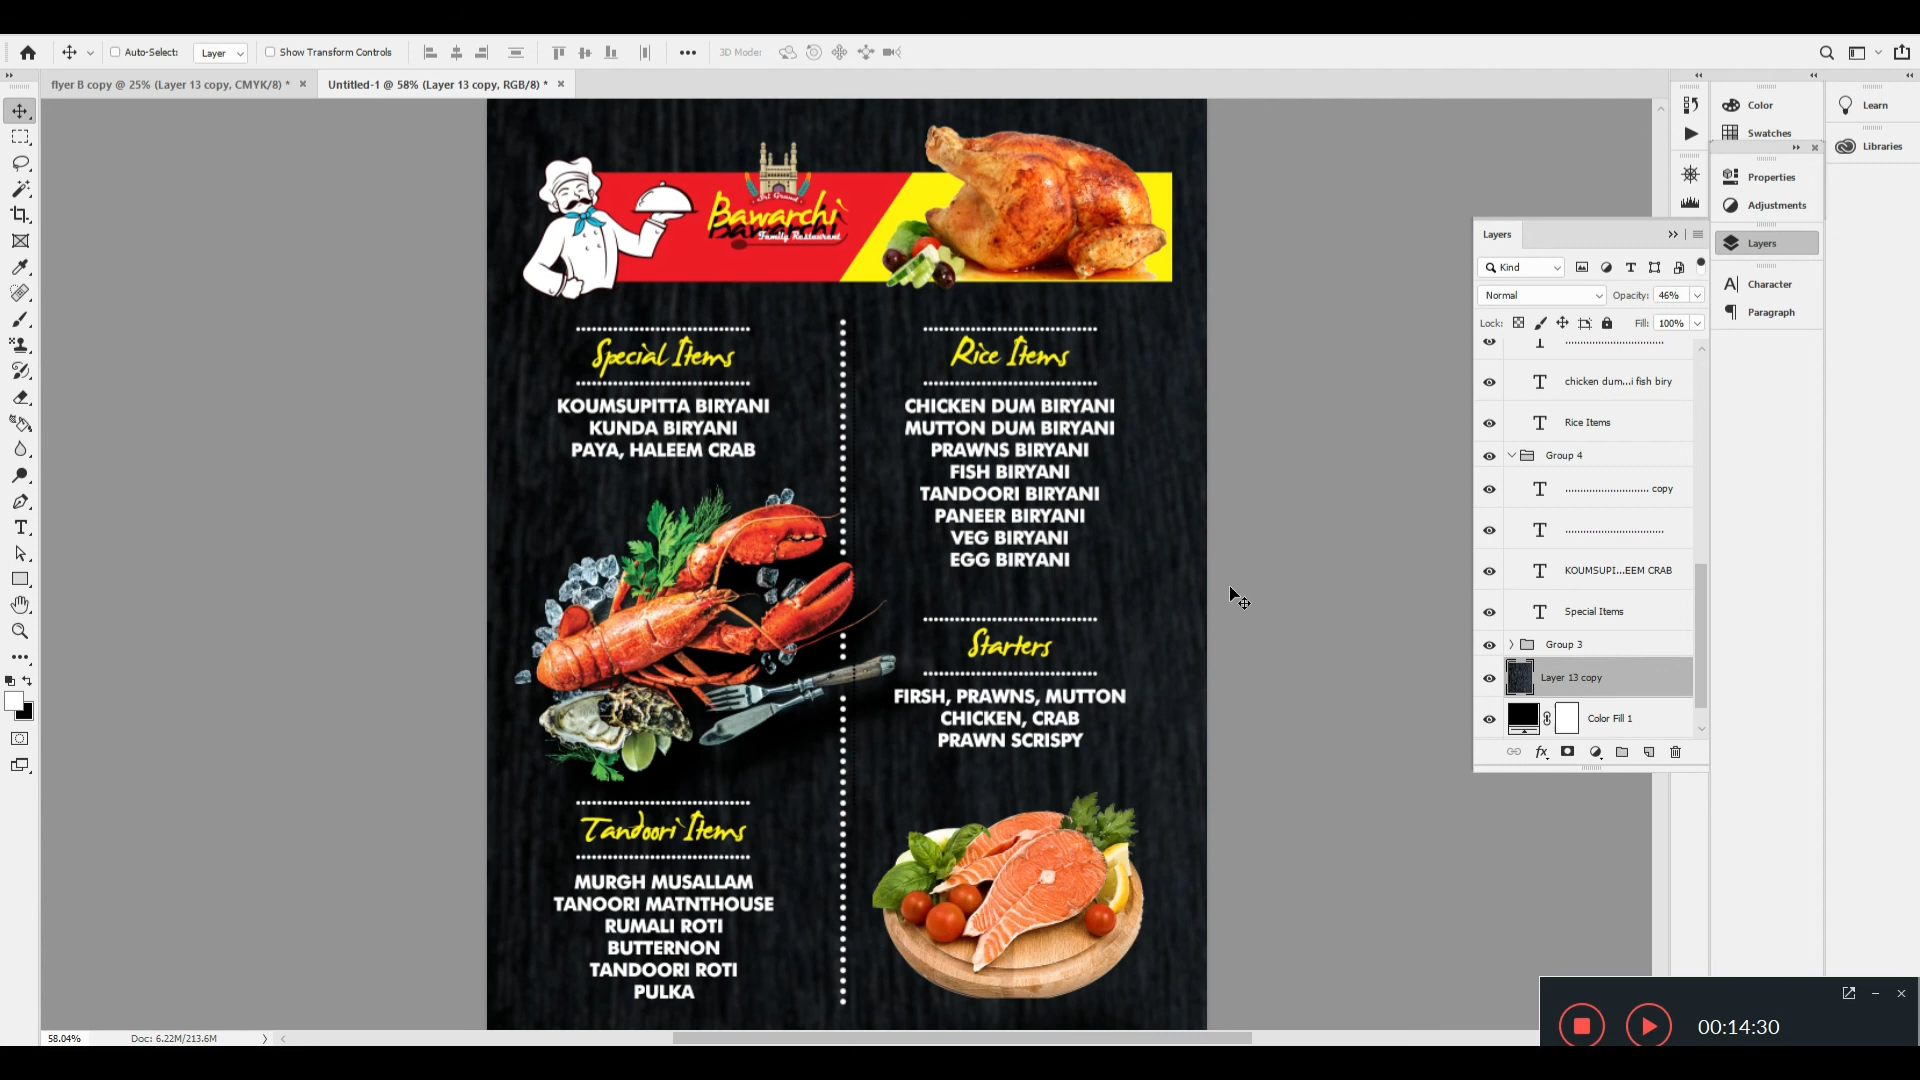 Auto-Select:
Layer
Show Transform Controls
3D Mode:
flyer B copy @ 25% (Layer 13 copy, CMYK/8) *
Untitled-1 @ 58% (Layer 13 copy, RGB/8) *
Color
Learn
Swatches
Libraries
Properties
Adjustments
Layers
Character
Paragraph
Layers
Kind
Normal
Opacity: 46%
Lock:
Fill: 100%
.................................
chicken dum...i fish biry
Rice Items
Group 4
............................ copy
.................................
KOUMSUPI...EEM CRAB
Special Items
Group 3
Layer 13 copy
Color Fill 1
fx
Sri Grand
Bawarchi
Family Restaurant
Special Items
KOUMSUPITTA BIRYANI
KUNDA BIRYANI
PAYA, HALEEM CRAB
Tandoori Items
MURGH MUSALLAM
TANOORI MATNTHOUSE
RUMALI ROTI
BUTTERNON
TANDOORI ROTI
PULKA
Rice Items
CHICKEN DUM BIRYANI
MUTTON DUM BIRYANI
PRAWNS BIRYANI
FISH BIRYANI
TANDOORI BIRYANI
PANEER BIRYANI
VEG BIRYANI
EGG BIRYANI
Starters
FIRSH, PRAWNS, MUTTON
CHICKEN, CRAB
PRAWN SCRISPY
58.04%
Doc: 6.22M/213.6M
00:14:30